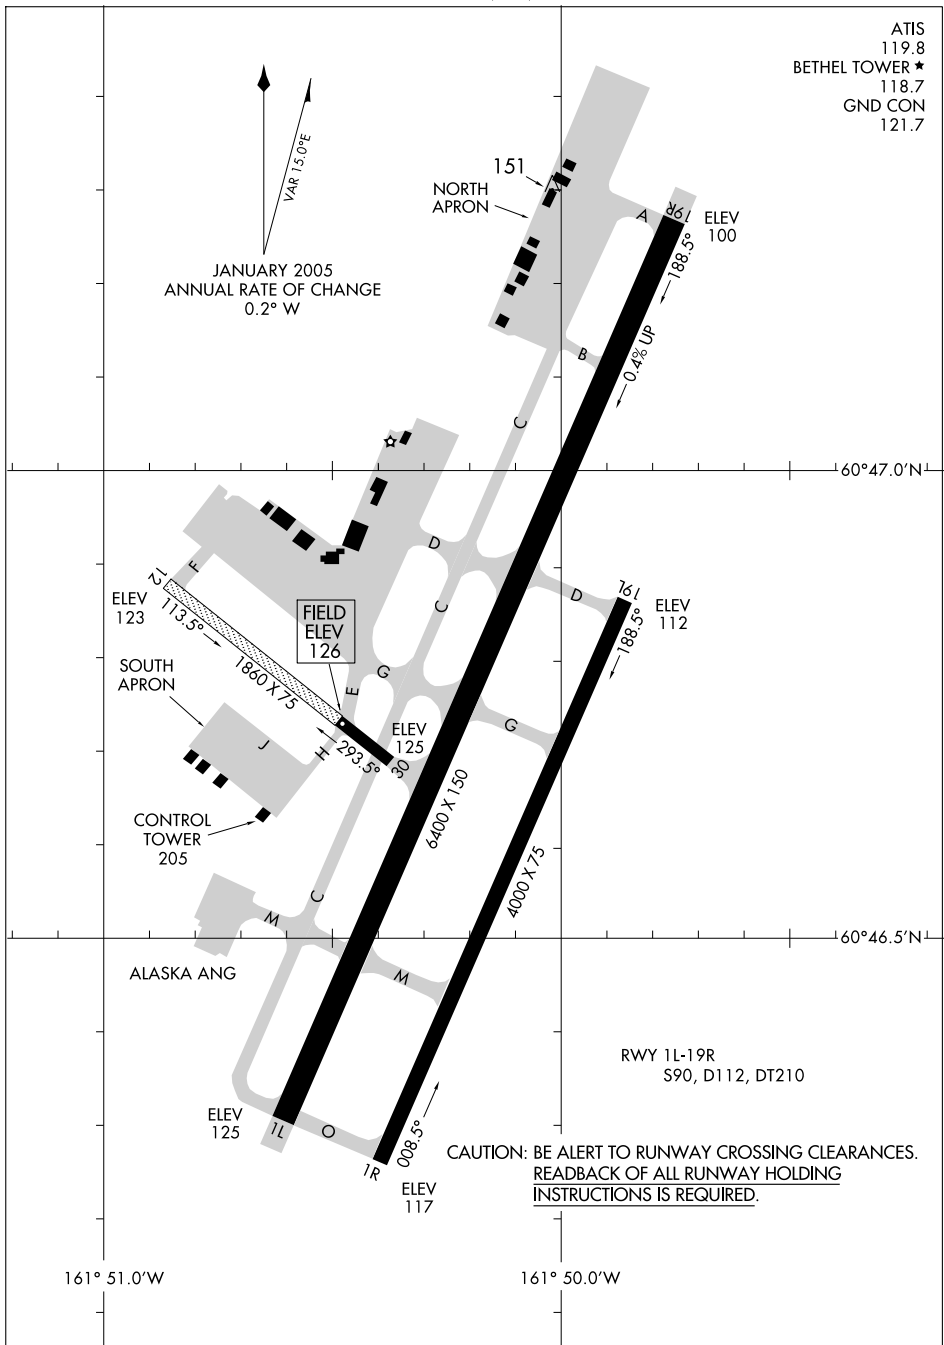 ATIS
119.8
BETHEL TOWER ★
118.7
GND CON
121.7
VAR 15.0°E
JANUARY 2005
ANNUAL RATE OF CHANGE
0.2° W
151
NORTH
APRON
A
19R
ELEV
100
188.5°
0.4% UP
B
C
60°47.0'N
D
C
D
F
12
ELEV
123
113.5°
1860 X 75
FIELD
ELEV
126
19L
ELEV
112
188.5°
SOUTH
APRON
G
E
G
J
H
293.5°
ELEV
125
30
CONTROL
TOWER
205
6400 X 150
4000 X 75
C
M
M
60°46.5'N
ALASKA ANG
RWY 1L-19R
S90, D112, DT210
ELEV
125
1L
O
1R
008.5°
ELEV
117
CAUTION: BE ALERT TO RUNWAY CROSSING CLEARANCES.
READBACK OF ALL RUNWAY HOLDING
INSTRUCTIONS IS REQUIRED.
161° 51.0'W
161° 50.0'W